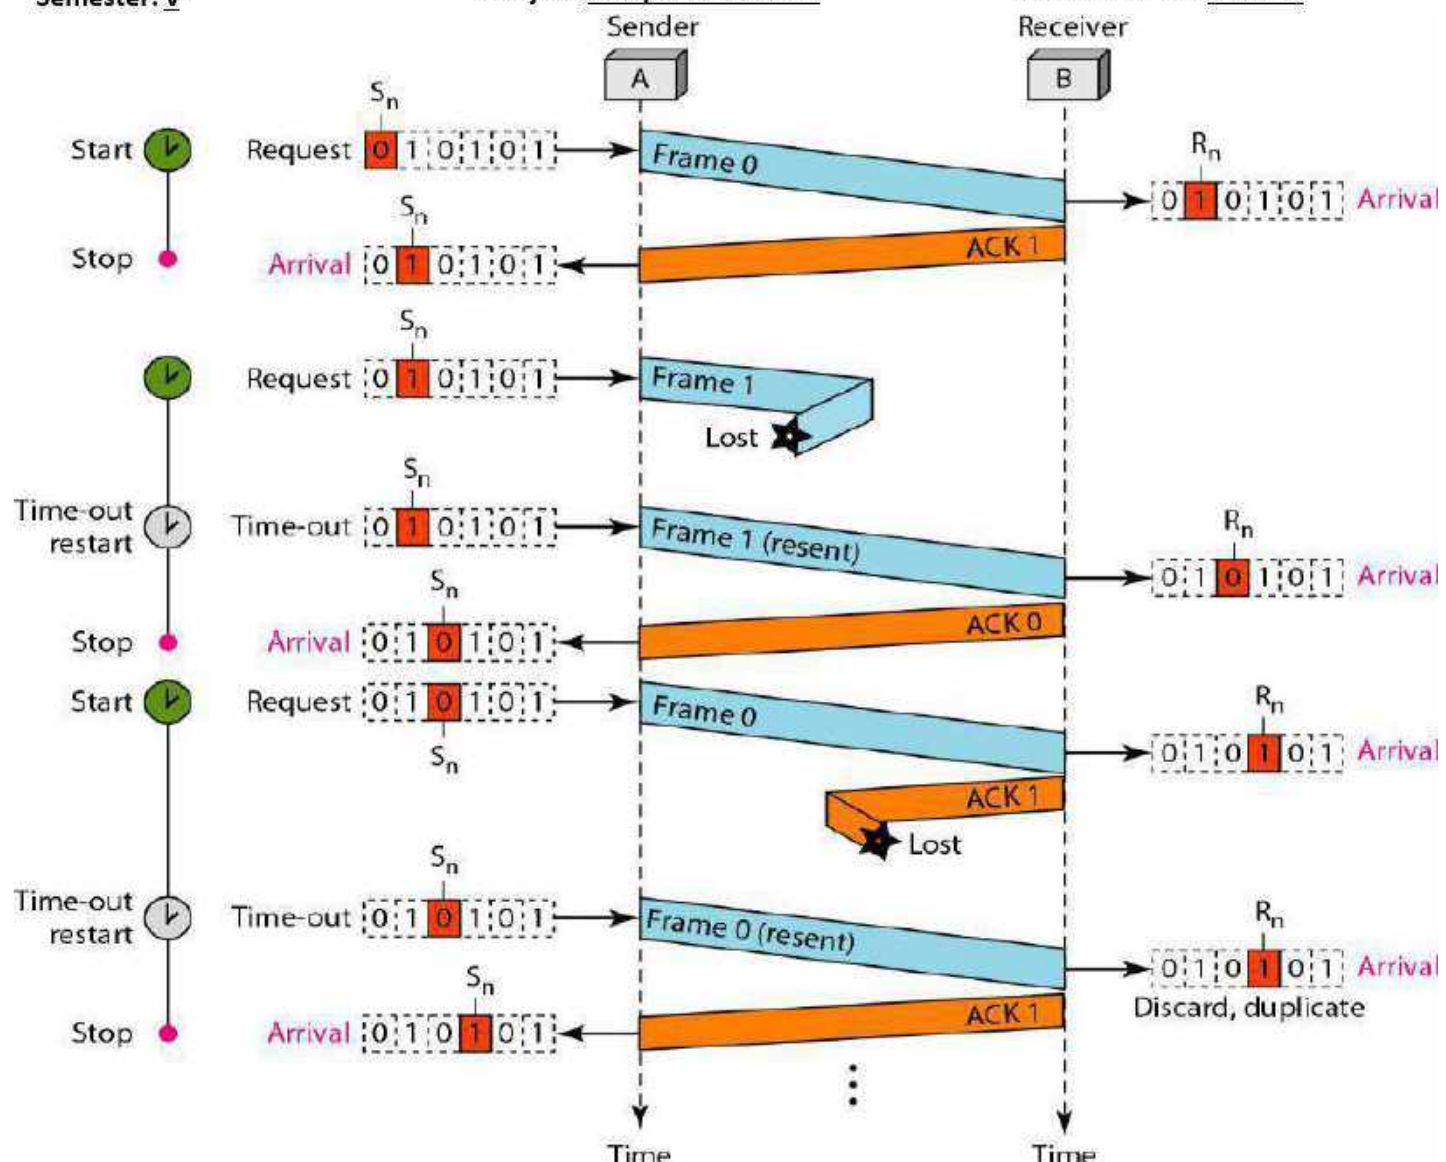 Semester: V
Sender Receiver
A B
Sn
Start Request 0 1 0 1 0 1 Frame 0
Rn
0 1 0 1 0 1 Arrival
Sn
Stop Arrival 0 1 0 1 0 1 ACK 1
Sn
Request 0 1 0 1 0 1 Frame 1
Lost
Sn
Time-out
restart
Time-out 0 1 0 1 0 1 Frame 1 (resent)
Rn
0 1 0 1 0 1 Arrival
Sn
Stop Arrival 0 1 0 1 0 1 ACK 0
Start Request 0 1 0 1 0 1 Frame 0
Sn
Rn
0 1 0 1 0 1 Arrival
ACK 1
Lost
Sn
Time-out
restart
Time-out 0 1 0 1 0 1 Frame 0 (resent)
Rn
0 1 0 1 0 1 Arrival
Discard, duplicate
Sn
Stop Arrival 0 1 0 1 0 1 ACK 1
Time Time